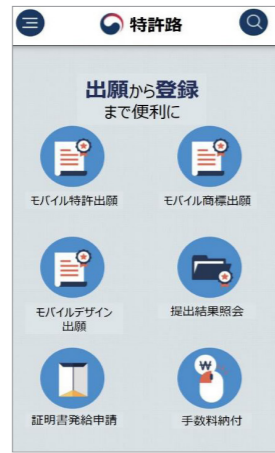 特許路
出願から登録
まで便利に
モバイル特許出願
モバイル商標出願
モバイルデザイン
出願
提出結果照会
証明書発給申請
手数料納付